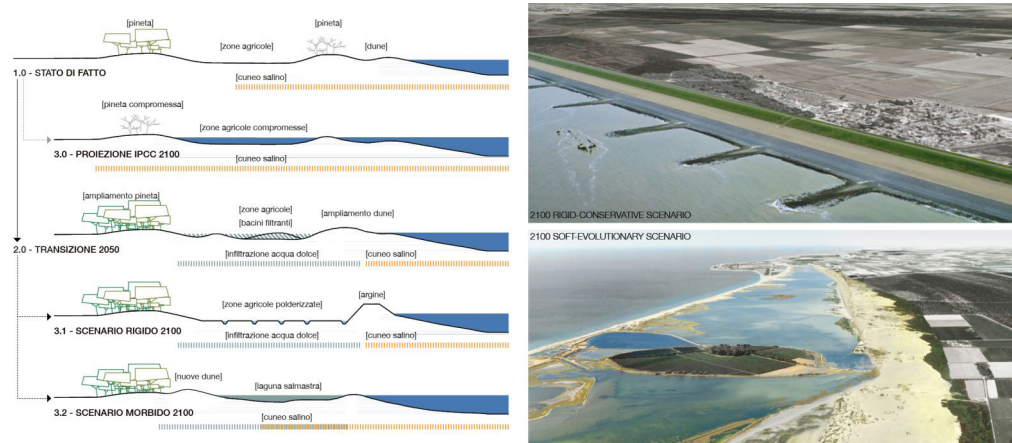 [pineta]
[pineta]
[zone agricole]
[dune]
1.0 - STATO DI FATTO
[cuneo salino]
[pineta compromessa]
[zone agricole compromesse]
3.0 - PROIEZIONE IPCC 2100
[cuneo salino]
[ampliamento pineta]
[zone agricole]
[bacini filtranti]
[ampliamento dune]
2.0 - TRANSIZIONE 2050
[infiltrazione acqua dolce]
[cuneo salino]
[argine]
[zone agricole polderizzate]
3.1 - SCENARIO RIGIDO 2100
[infiltrazione acqua dolce]
[cuneo salino]
[nuove dune]
[laguna salmastra]
3.2 - SCENARIO MORBIDO 2100
[cuneo salino]
2100 RIGID-CONSERVATIVE SCENARIO
2100 SOFT-EVOLUTIONARY SCENARIO